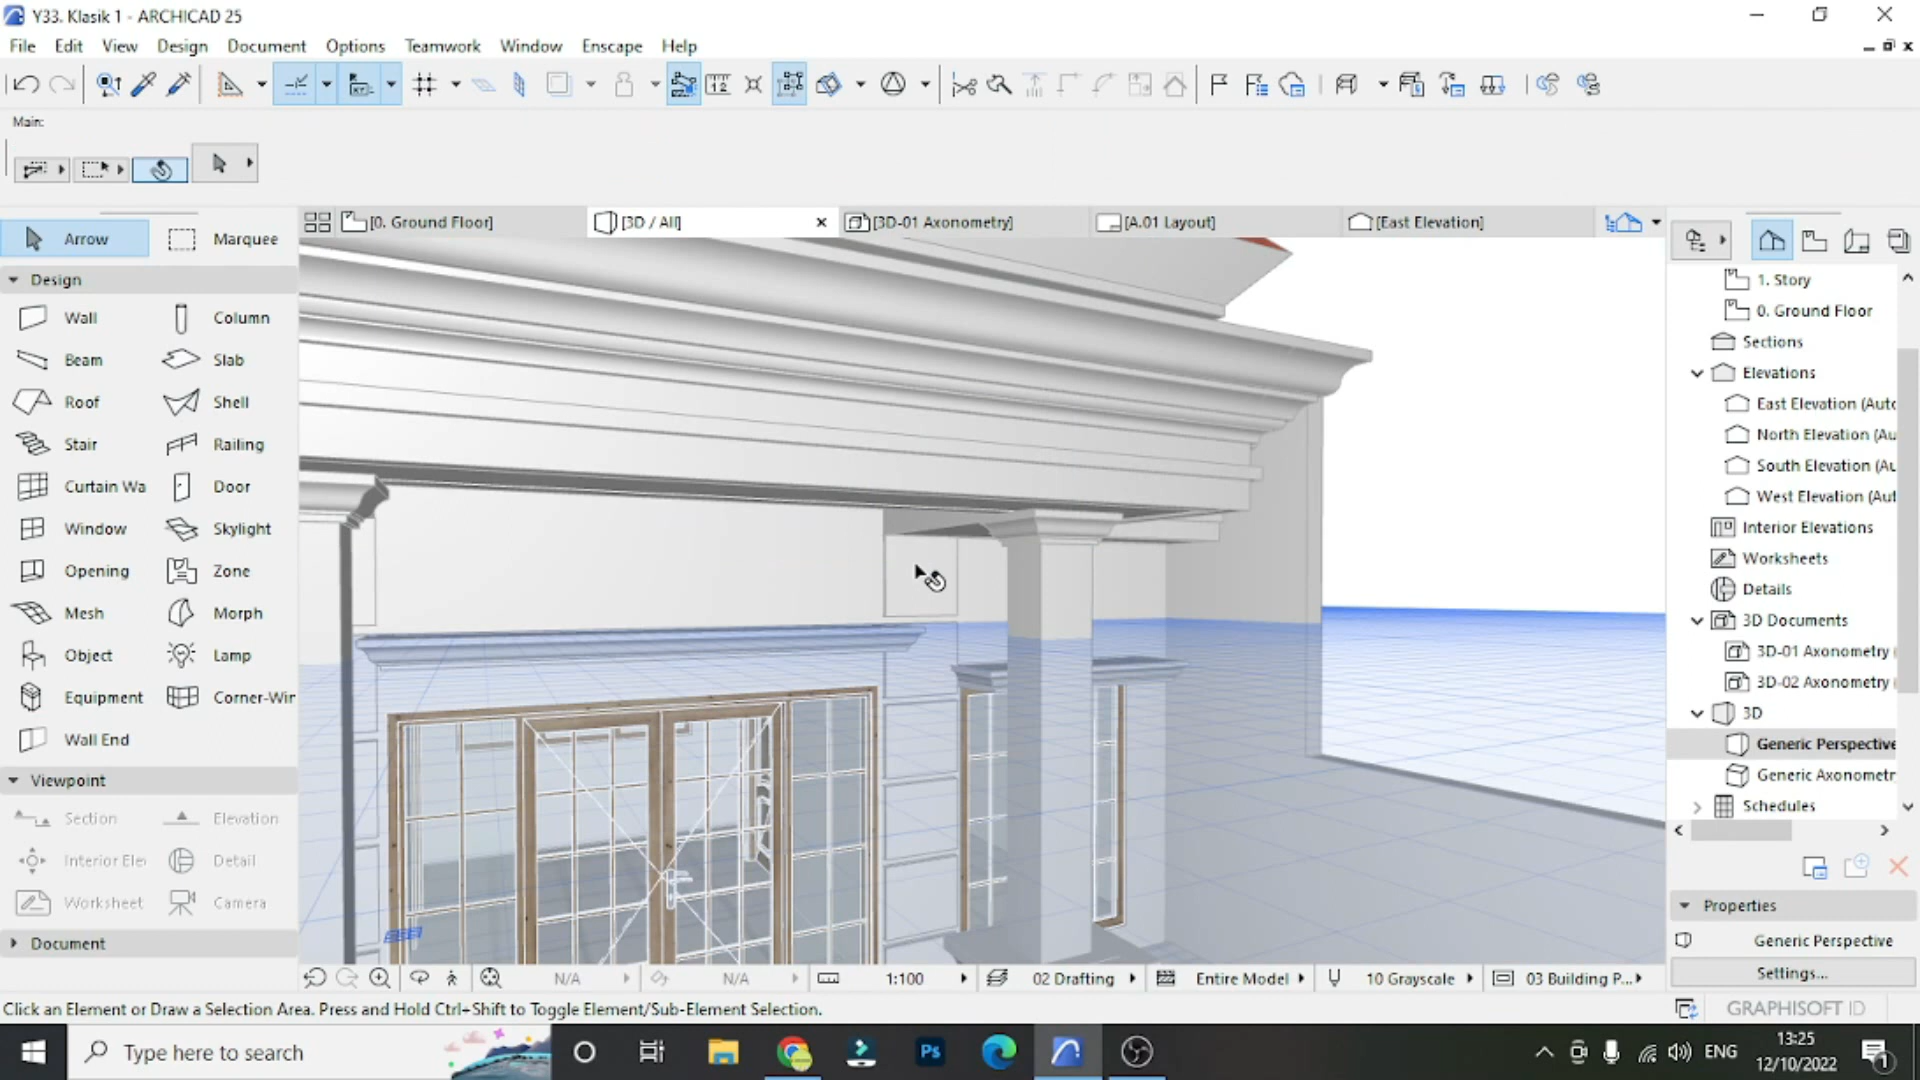 Y33. Klasik 1 - ARCHICAD 25
File Edit View Design Document Options Teamwork Window Enscape Help
Main:
[0. Ground Floor] [3D / All] [3D-01 Axonometry] [A.01 Layout] [East Elevation]
Arrow Marquee
Design
Wall Column
Beam Slab
Roof Shell
Stair Railing
Curtain Wa Door
Window Skylight
Opening Zone
Mesh Morph
Object Lamp
Equipment Corner-Wir
Wall End
Viewpoint
Section Elevation
Interior Ele Detail
Worksheet Camera
Document
1. Story
0. Ground Floor
Sections
Elevations
East Elevation (Auto
North Elevation (Au
South Elevation (Au
West Elevation (Aut
Interior Elevations
Worksheets
Details
3D Documents
3D-01 Axonometry (
3D-02 Axonometry (
3D
Generic Perspective
Generic Axonometr
Schedules
Properties
Generic Perspective
Settings...
N/A N/A 1:100 02 Drafting Entire Model 10 Grayscale 03 Building P...
Click an Element or Draw a Selection Area. Press and Hold Ctrl+Shift to Toggle Element/Sub-Element Selection.
GRAPHISOFT ID
Type here to search
Ps
ENG
13:25
12/10/2022
1